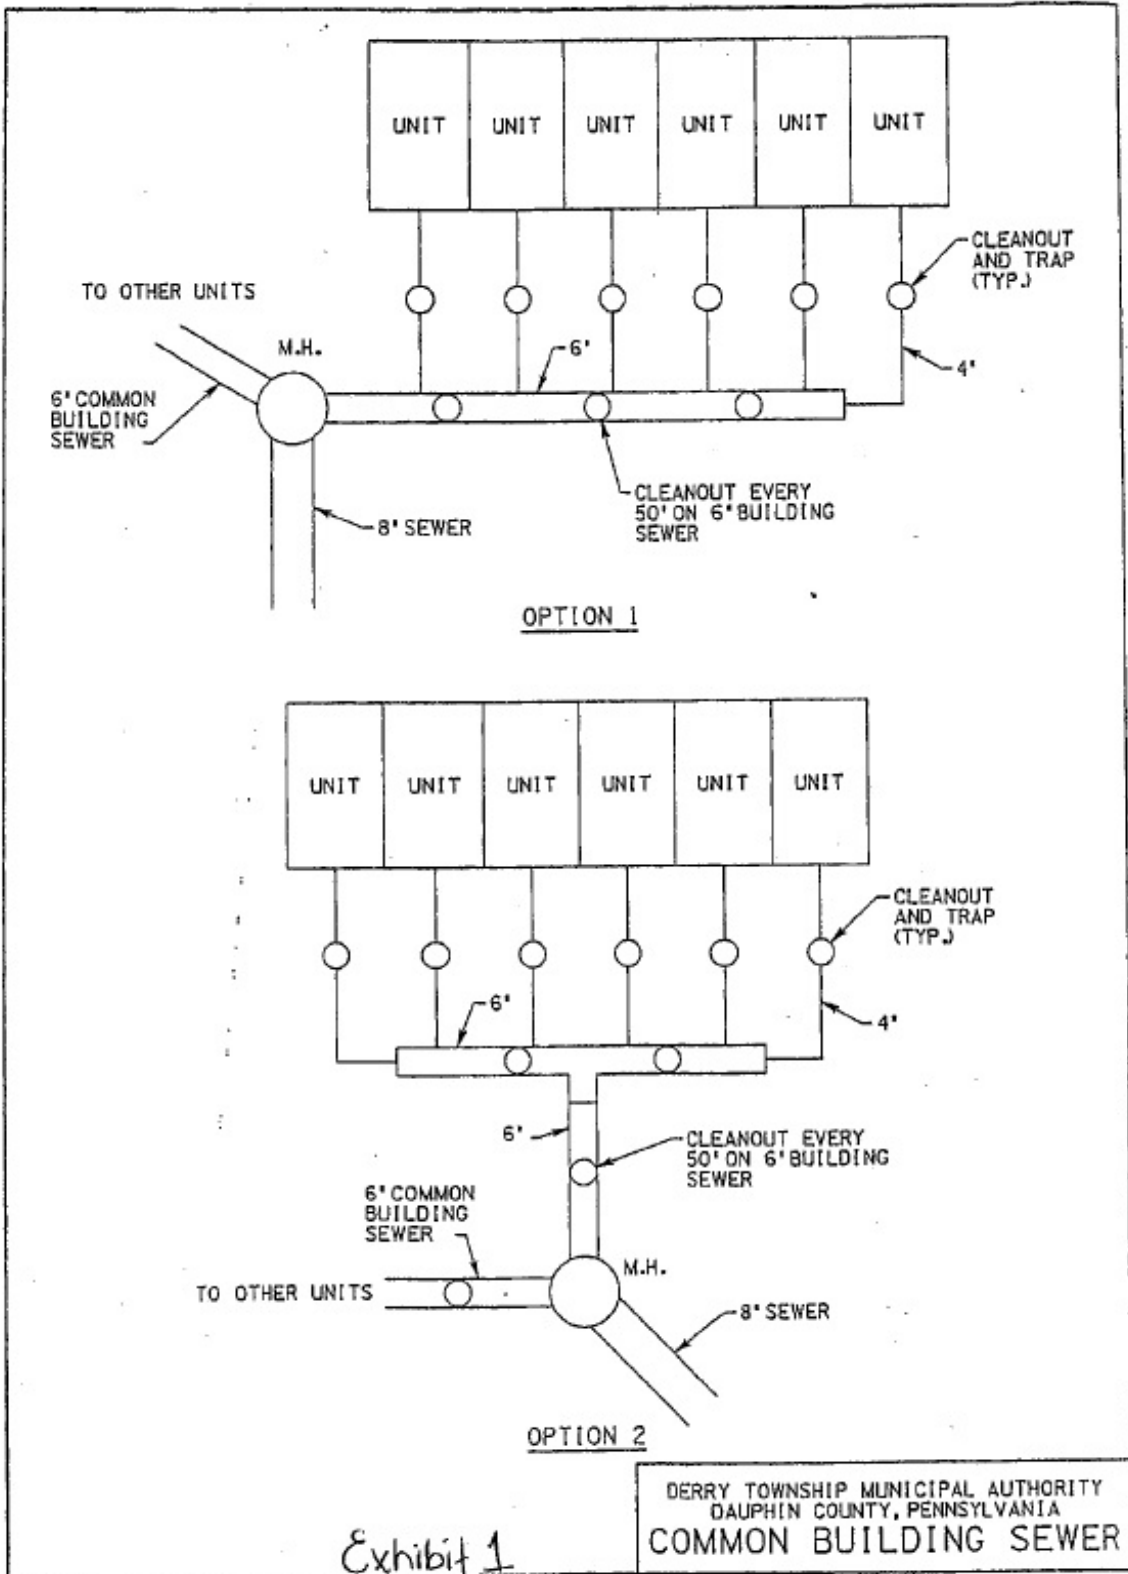 UNIT UNIT UNIT UNIT UNIT UNIT
CLEANOUT
AND TRAP
(TYP.)
TO OTHER UNITS
M.H.
6"
4"
6" COMMON
BUILDING
SEWER
CLEANOUT EVERY
50' ON 6" BUILDING
SEWER
8" SEWER
OPTION 1
UNIT UNIT UNIT UNIT UNIT UNIT
CLEANOUT
AND TRAP
(TYP.)
6"
4"
6"
CLEANOUT EVERY
50' ON 6" BUILDING
SEWER
6" COMMON
BUILDING
SEWER
M.H.
TO OTHER UNITS
8" SEWER
OPTION 2
DERRY TOWNSHIP MUNICIPAL AUTHORITY
DAUPHIN COUNTY, PENNSYLVANIA
COMMON BUILDING SEWER
Exhibit 1